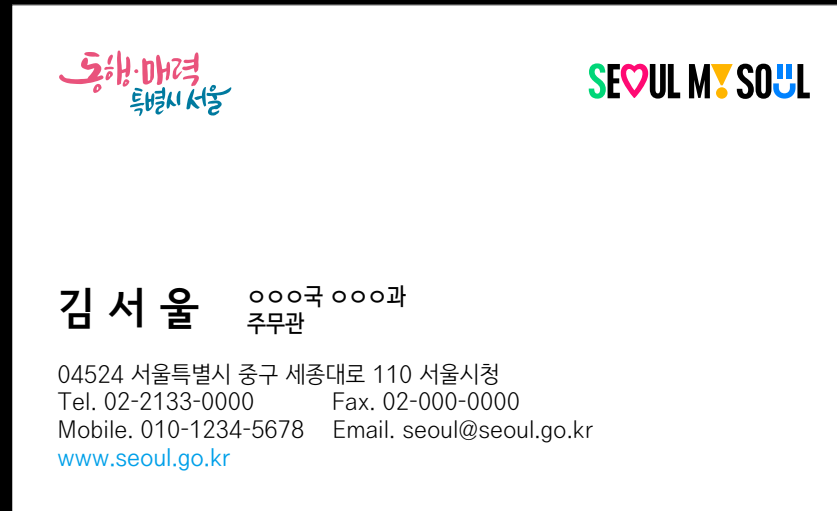 동행·매력
특별시 서울
SEOUL MY SOUL
김 서 울
ㅇㅇㅇ국 ㅇㅇㅇ과
주무관
04524 서울특별시 중구 세종대로 110 서울시청
Tel. 02-2133-0000 Fax. 02-000-0000
Mobile. 010-1234-5678 Email. seoul@seoul.go.kr
www.seoul.go.kr